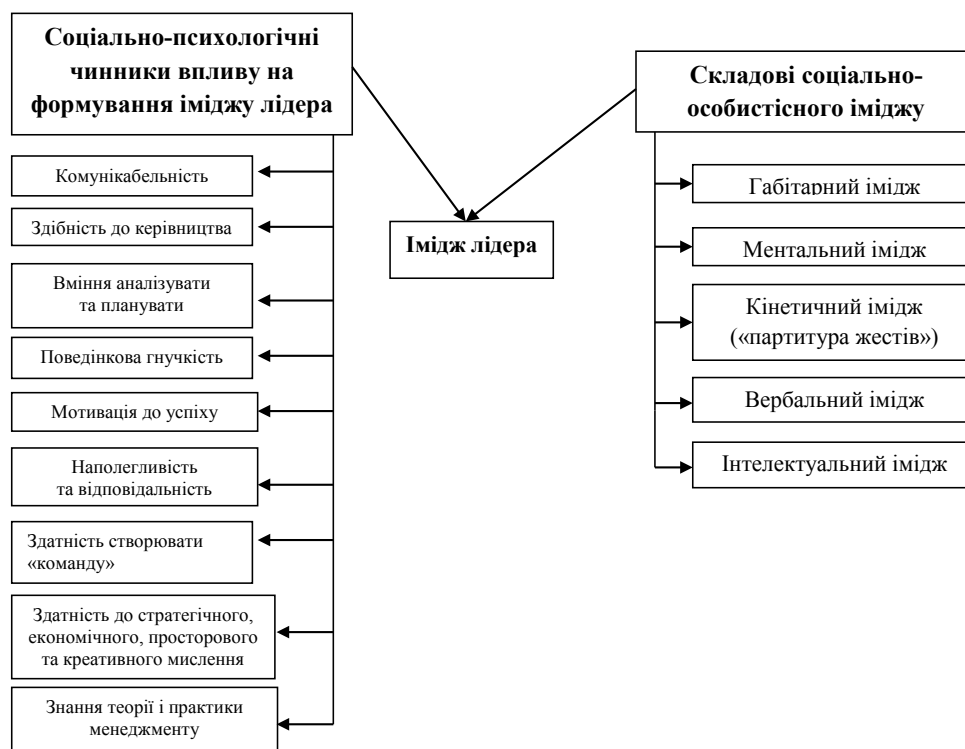 Соціально-психологічні
чинники впливу на
формування іміджу лідера
Комунікабельність
Здібність до керівництва
Вміння аналізувати
та планувати
Поведінкова гнучкість
Мотивація до успіху
Наполегливість
та відповідальність
Здатність створювати
«команду»
Здатність до стратегічного,
економічного, просторового
та креативного мислення
Знання теорії і практики
менеджменту
Імідж лідера
Складові соціально-
особистісного іміджу
Габітарний імідж
Ментальний імідж
Кінетичний імідж
(«партитура жестів»)
Вербальний імідж
Інтелектуальний імідж